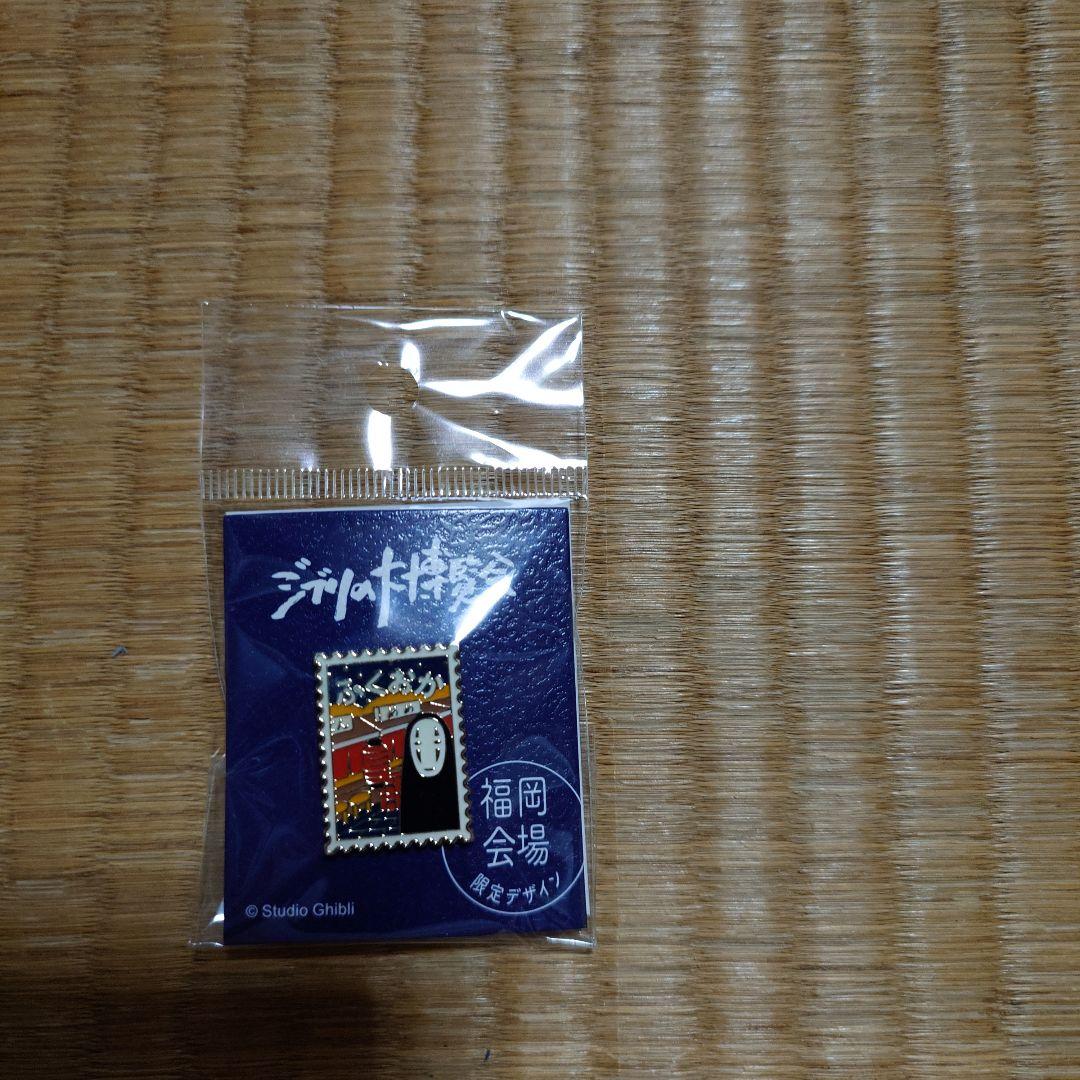 ジブリの大博覧会
ふくおか
福岡
会場
限定デザイン
© Studio Ghibli